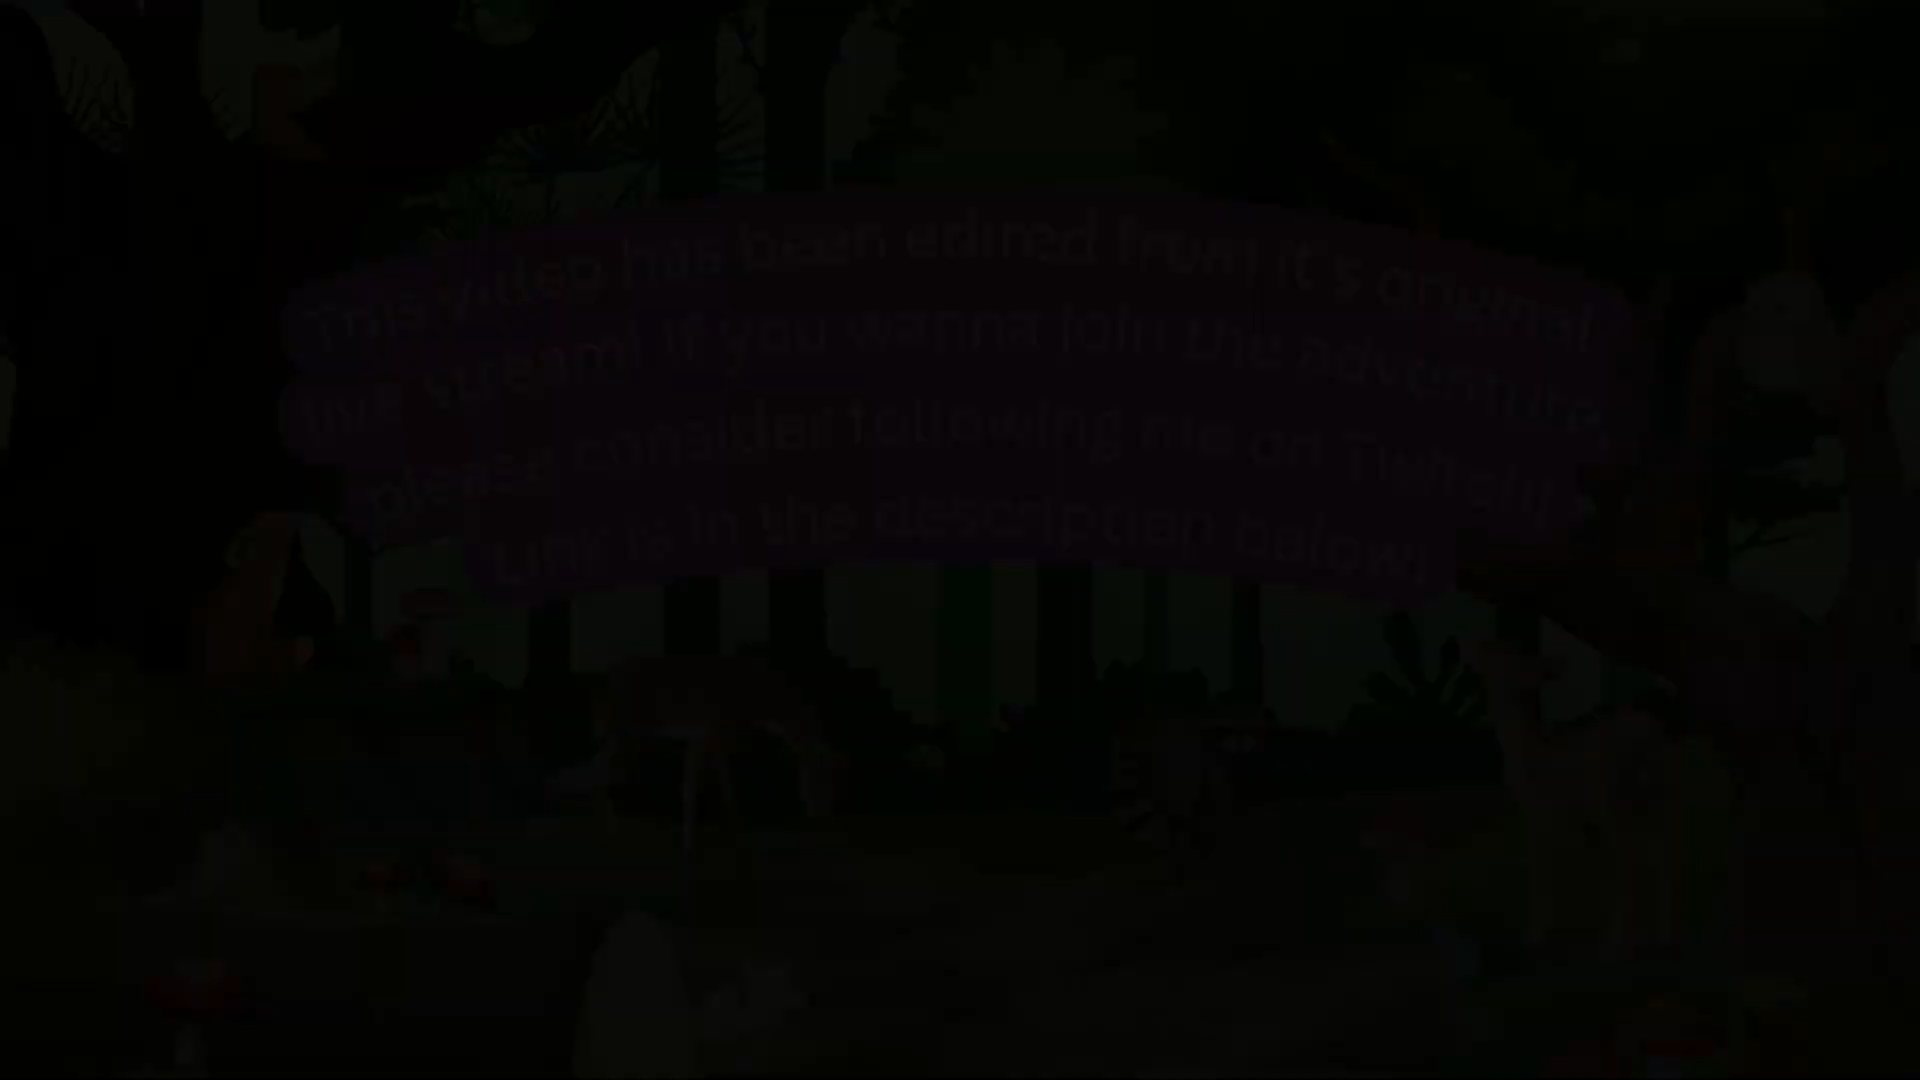 This video has been edited from it's original
live stream! If you wanna join the adventure,
please consider following me on Twitch!
Link is in the description below!